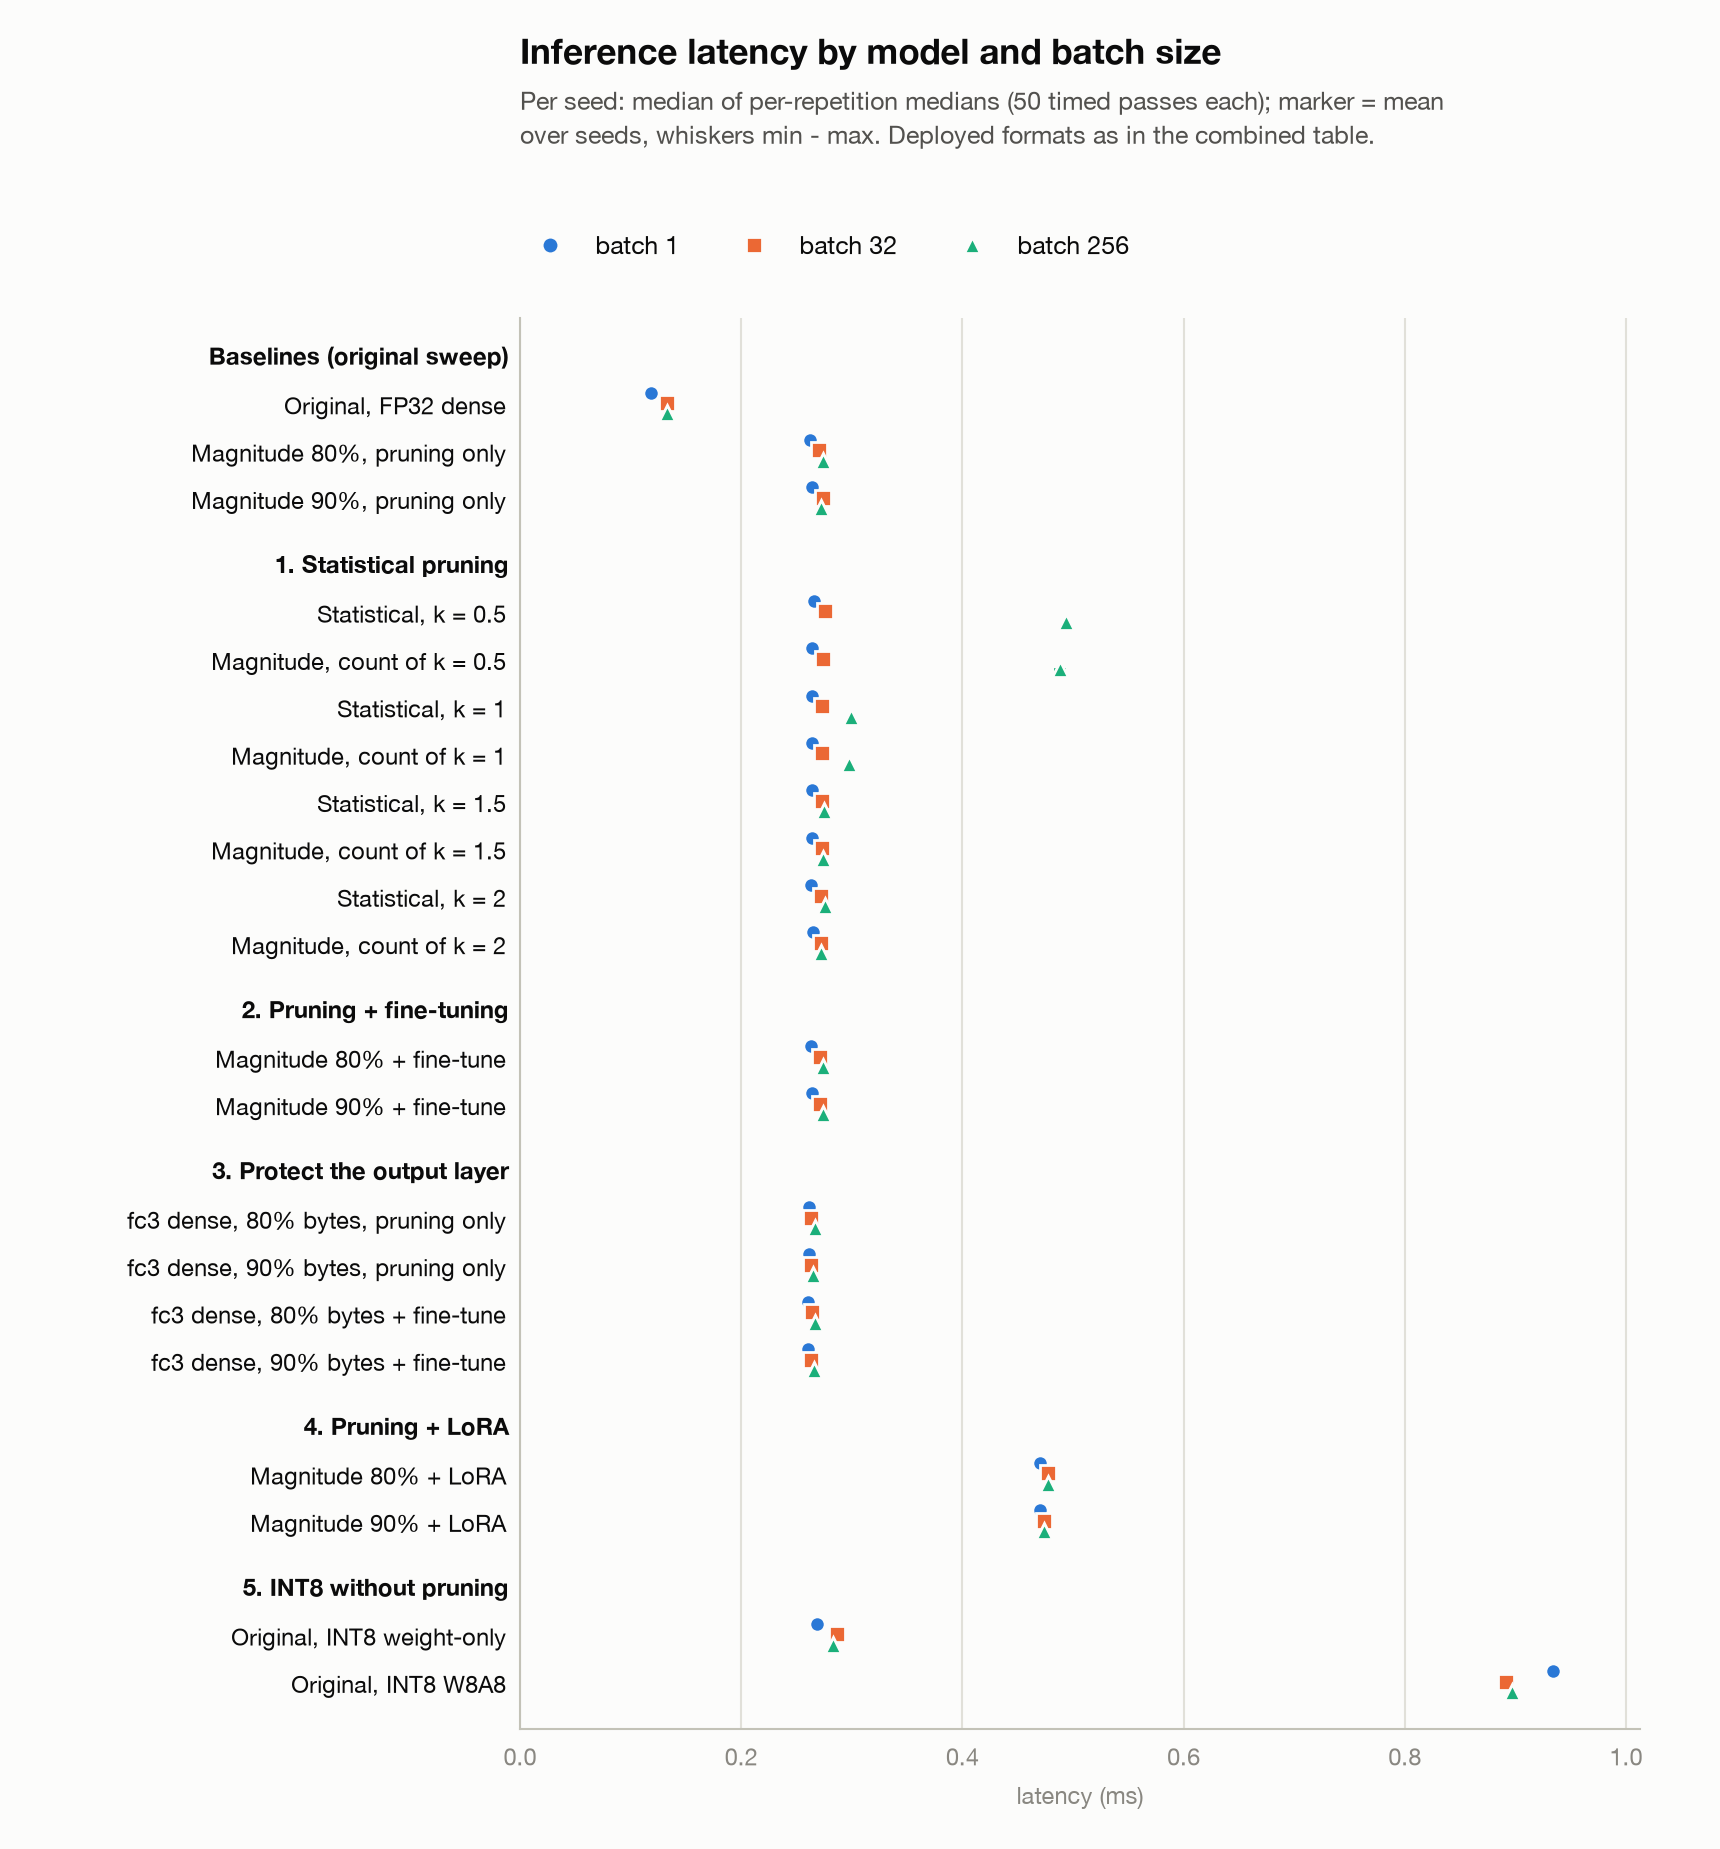 Inference latency by model and batch size
Per seed: median of per-repetition medians (50 timed passes each); marker = mean
over seeds, whiskers min - max. Deployed formats as in the combined table.
batch 1
batch 32
batch 256
Baselines (original sweep)
Original, FP32 dense
Magnitude 80%, pruning only
Magnitude 90%, pruning only
1. Statistical pruning
Statistical, k = 0.5
Magnitude, count of k = 0.5
Statistical, k = 1
Magnitude, count of k = 1
Statistical, k = 1.5
Magnitude, count of k = 1.5
Statistical, k = 2
Magnitude, count of k = 2
2. Pruning + fine-tuning
Magnitude 80% + fine-tune
Magnitude 90% + fine-tune
3. Protect the output layer
fc3 dense, 80% bytes, pruning only
fc3 dense, 90% bytes, pruning only
fc3 dense, 80% bytes + fine-tune
fc3 dense, 90% bytes + fine-tune
4. Pruning + LoRA
Magnitude 80% + LoRA
Magnitude 90% + LoRA
5. INT8 without pruning
Original, INT8 weight-only
Original, INT8 W8A8
0.0 0.2 0.4 0.6 0.8 1.0
latency (ms)